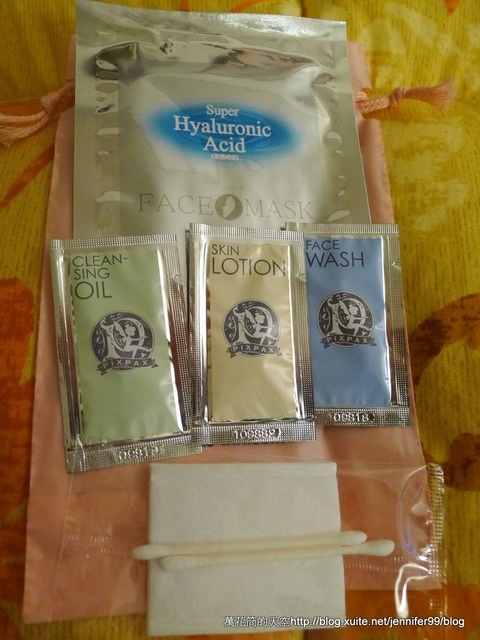 Super
Hyaluronic
Acid
FACE MASK
CLEAN-
SING
OIL
PIXPAX
SKIN
LOTION
PIXPAX
FACE
WASH
PIXPAX
萬花筒的天空http://blog.xuite.net/jennifer99/blog